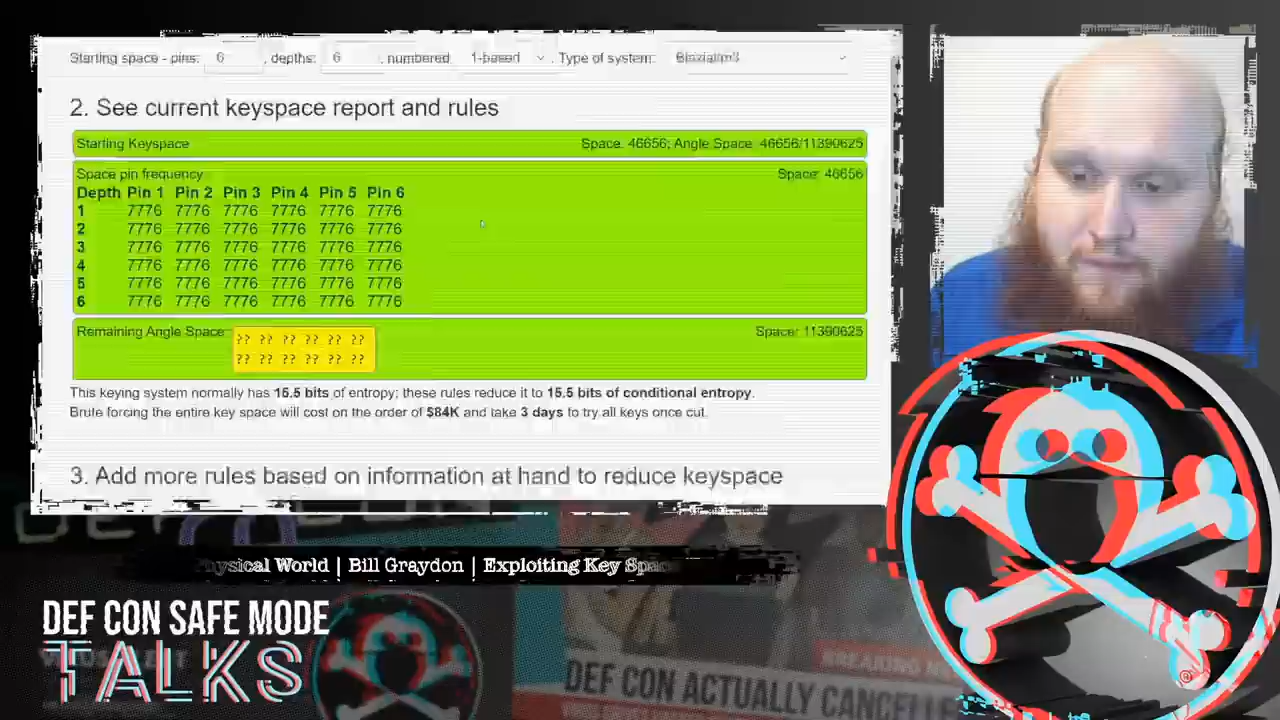 Starting space - pins: 6 , depths: 6 , numbered 1-based . Type of system:
2. See current keyspace report and rules
Starting Keyspace Space: 46656; Angle Space: 46656/11390625
Space pin frequency Space: 46656
Depth Pin 1 Pin 2 Pin 3 Pin 4 Pin 5 Pin 6
1 7776 7776 7776 7776 7776 7776
2 7776 7776 7776 7776 7776 7776
3 7776 7776 7776 7776 7776 7776
4 7776 7776 7776 7776 7776 7776
5 7776 7776 7776 7776 7776 7776
6 7776 7776 7776 7776 7776 7776
Remaining Angle Space Space: 11390625
?? ?? ?? ?? ?? ??
?? ?? ?? ?? ?? ??
This keying system normally has 15.5 bits of entropy; these rules reduce it to 15.5 bits of conditional entropy.
Brute forcing the entire key space will cost on the order of $84K and take 3 days to try all keys once cut.
3. Add more rules based on information at hand to reduce keyspace
hysical World | Bill Graydon | Exploiting Key Spac
DEF CON SAFE MODE
TALKS
BREAKING N
DEF CON ACTUALLY CANCELLE